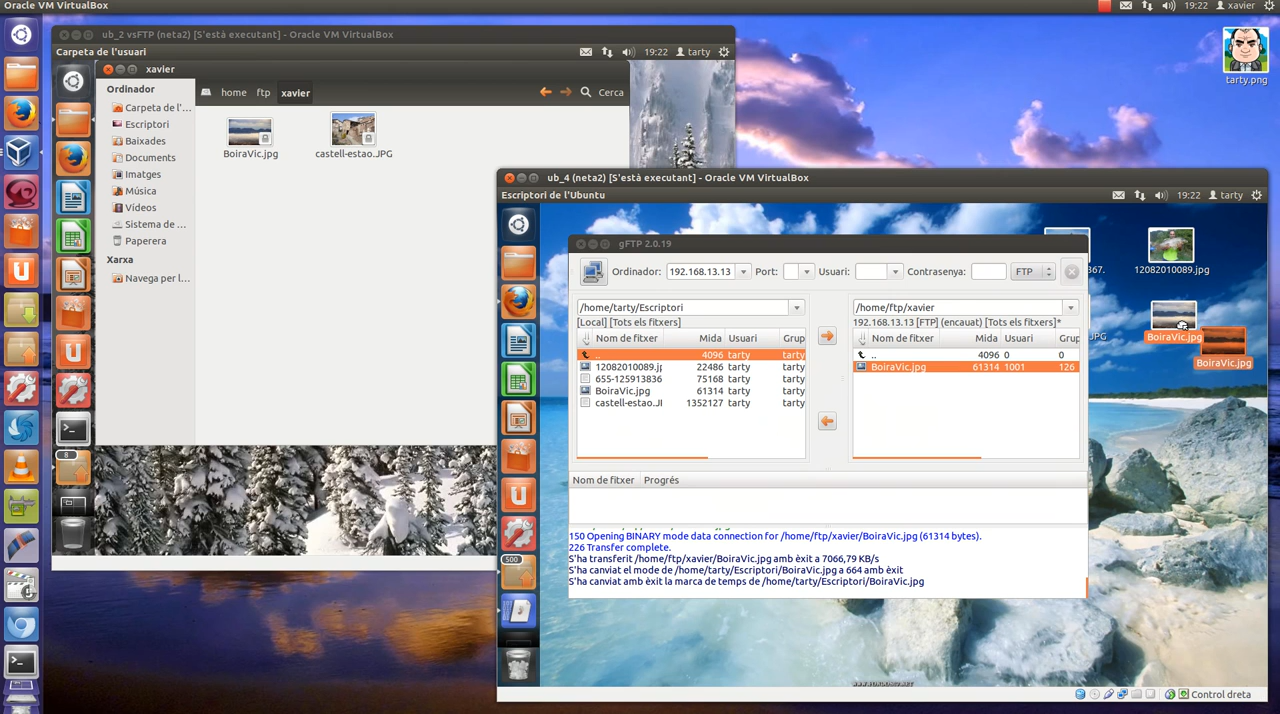 Oracle VM VirtualBox
19:22 xavier
tarty.png
ub_2 vsFTP (neta2) [S'està executant] - Oracle VM VirtualBox
Carpeta de l'usuari
19:22 tarty
xavier
Ordinador
Carpeta de l'...
Escriptori
Baixades
Documents
Imatges
Música
Vídeos
Sistema de ...
Paperera
Xarxa
Navega per l...
home ftp xavier
Cerca
BoiraVic.jpg
castell-estao.JPG
8
ub_4 (neta2) [S'està executant] - Oracle VM VirtualBox
Escriptori de l'Ubuntu
19:22 tarty
gFTP 2.0.19
Ordinador: 192.168.13.13 Port: Usuari: Contrasenya: FTP
/home/tarty/Escriptori
[Local] [Tots els fitxers]
Nom de fitxer Mida Usuari Grup
.. 4096 tarty tarty
12082010089.jp 22486 tarty tarty
655-125913836 75168 tarty tarty
BoiraVic.jpg 61314 tarty tarty
castell-estao.JI 1352127 tarty tarty
/home/ftp/xavier
192.168.13.13 [FTP] (encauat) [Tots els fitxers]*
Nom de fitxer Mida Usuari Grup
.. 4096 0 0
BoiraVic.jpg 61314 1001 126
Nom de fitxer Progrés
150 Opening BINARY mode data connection for /home/ftp/xavier/BoiraVic.jpg (61314 bytes).
226 Transfer complete.
S'ha transferit /home/ftp/xavier/BoiraVic.jpg amb èxit a 7066,79 KB/s
S'ha canviat el mode de /home/tarty/Escriptori/BoiraVic.jpg a 664 amb èxit
S'ha canviat amb èxit la marca de temps de /home/tarty/Escriptori/BoiraVic.jpg
367.
12082010089.jpg
JPG
BoiraVic.jpg
BoiraVic.jpg
500
Control dreta